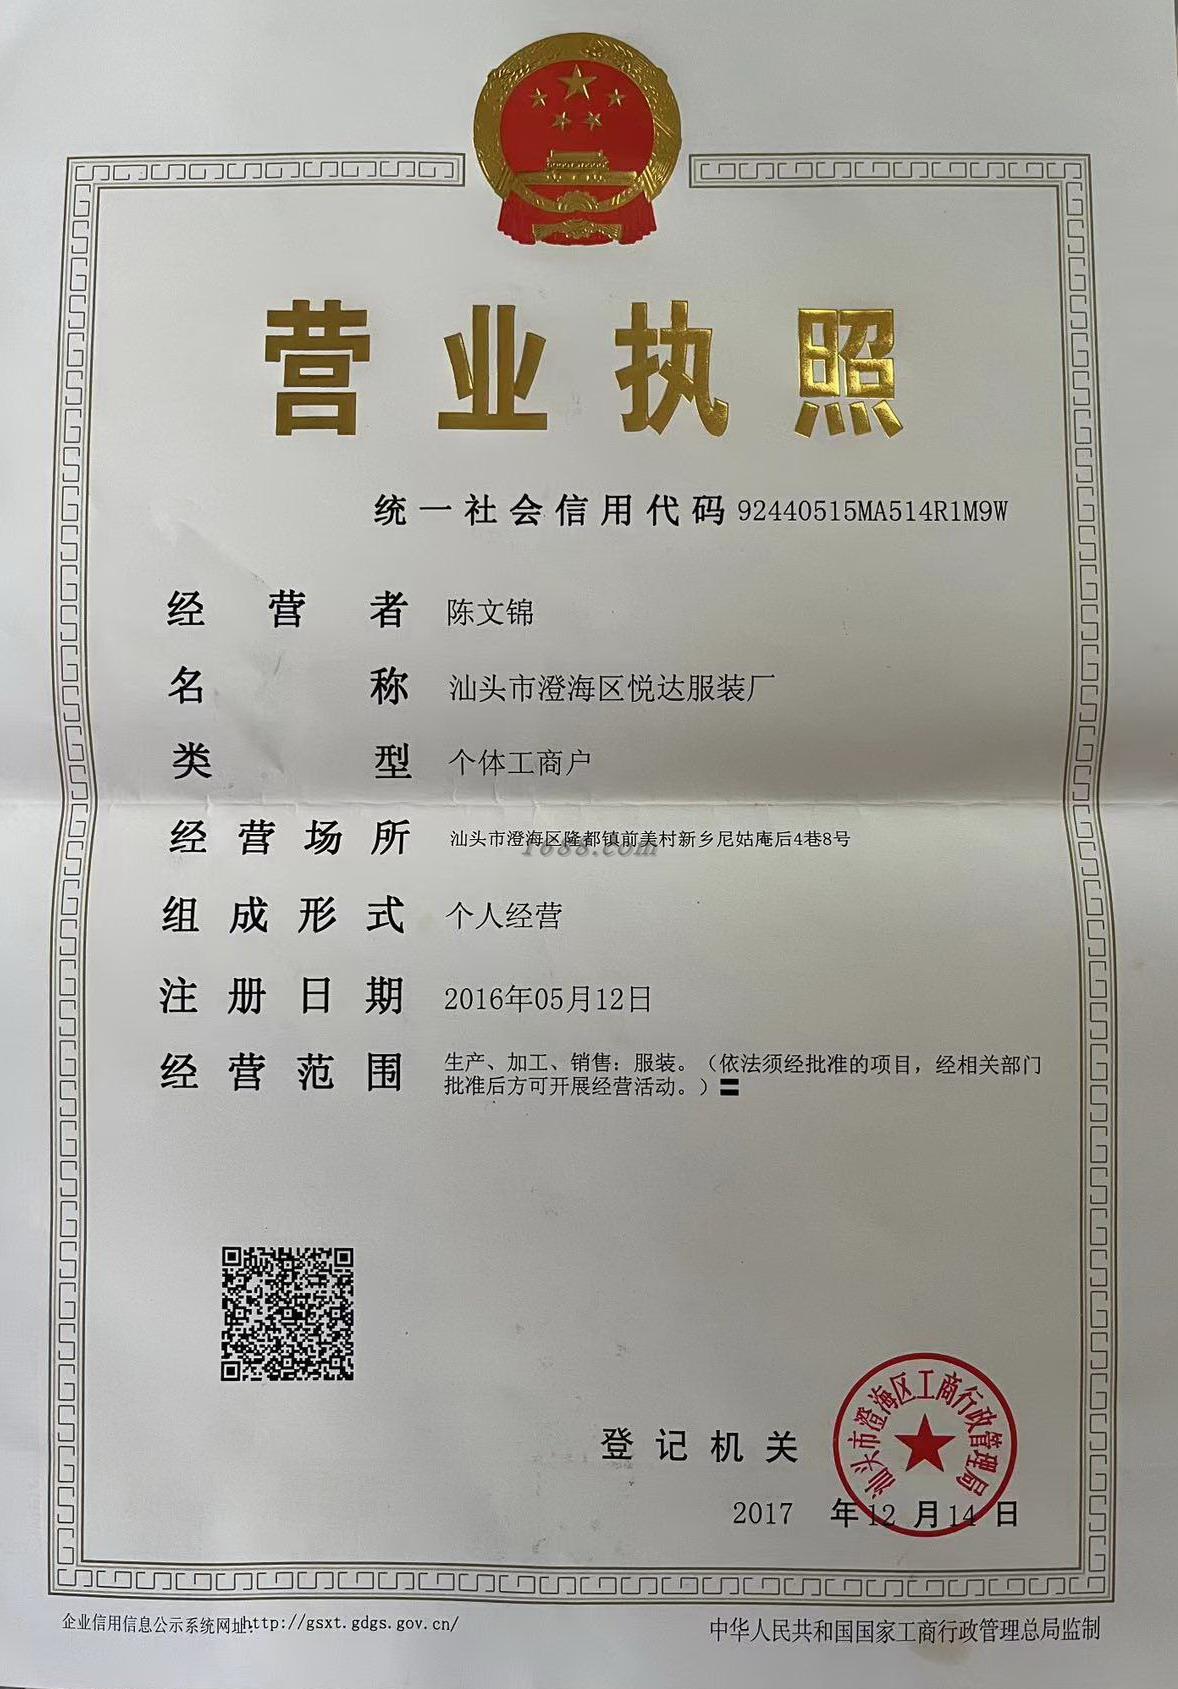 营业执照
统一社会信用代码 92440515MA514R1M9W
经营者 陈文锦
名称 汕头市澄海区悦达服装厂
类型 个体工商户
经营场所 汕头市澄海区隆都镇前美村新乡尼姑庵后4巷8号
1688.com
组成形式 个人经营
注册日期 2016年05月12日
经营范围 生产、加工、销售：服装。（依法须经批准的项目，经相关部门
批准后方可开展经营活动。）〓
汕头市澄海区工商行政管理局
登记机关
2017 年12 月14 日
企业信用信息公示系统网址：http://gsxt.gdgs.gov.cn/
中华人民共和国国家工商行政管理总局监制